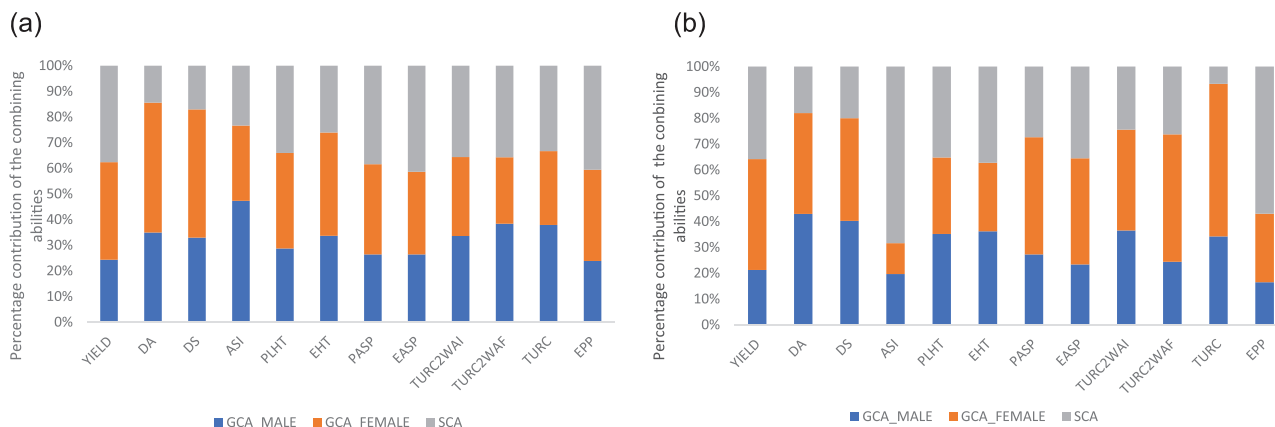 (a)
Percentage contribution of the combining
abilities
100%
90%
80%
70%
60%
50%
40%
30%
20%
10%
0%
YIELD
DA
DS
ASI
PLHT
EHT
PASP
EASP
TURC2WAI
TURC2WAF
TURC
EPP
GCA MALE
GCA FEMALE
SCA
(b)
Percentage contribution of the conbining
abilities
100%
90%
80%
70%
60%
50%
40%
30%
20%
10%
0%
YIELD
DA
DS
ASI
PLHT
EHT
PASP
EASP
TURC2WAI
TURC2WAF
TURC
EPP
GCA_MALE
GCA_FEMALE
SCA